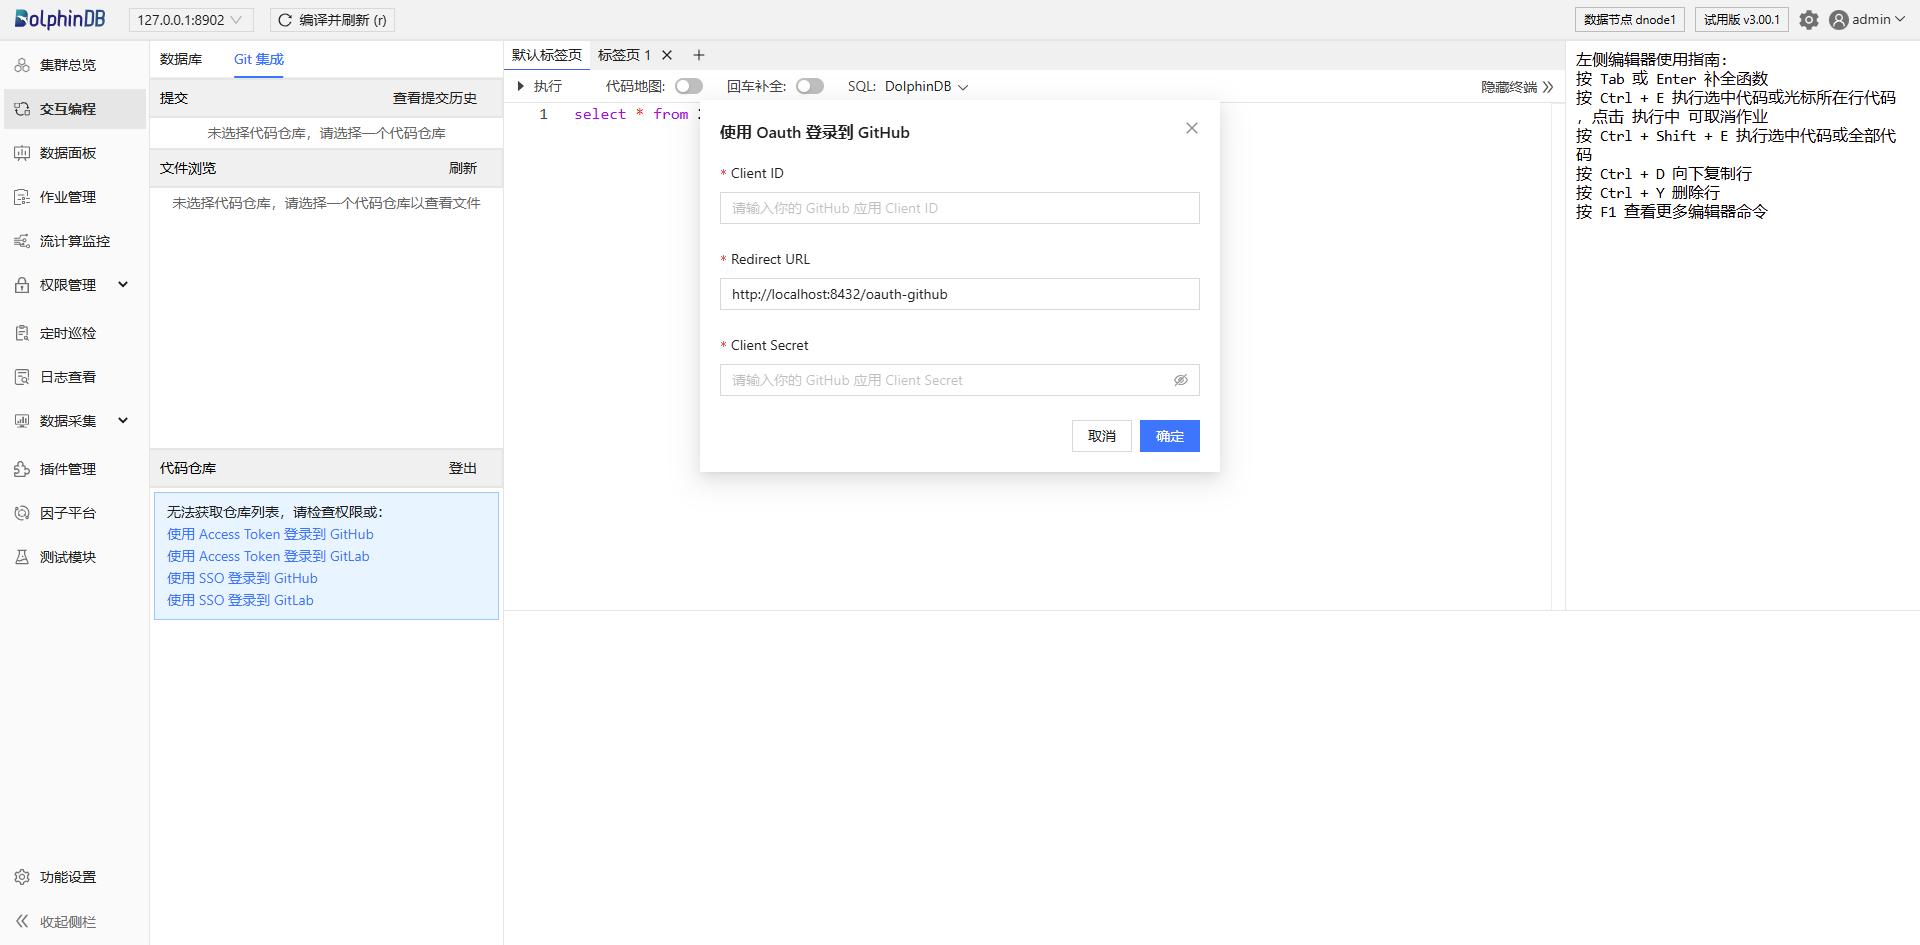 DolphinDB
127.0.0.1:8902
编译并刷新 (r)
数据节点 dnode1
试用版 v3.00.1
admin
集群总览
交互编程
数据面板
作业管理
流计算监控
权限管理
定时巡检
日志查看
数据采集
插件管理
因子平台
测试模块
功能设置
收起侧栏
数据库
Git 集成
提交
查看提交历史
未选择代码仓库，请选择一个代码仓库
文件浏览
刷新
未选择代码仓库，请选择一个代码仓库以查看文件
代码仓库
登出
无法获取仓库列表，请检查权限或：
使用 Access Token 登录到 GitHub
使用 Access Token 登录到 GitLab
使用 SSO 登录到 GitHub
使用 SSO 登录到 GitLab
默认标签页
标签页 1
执行
代码地图:
回车补全:
SQL: DolphinDB
隐藏终端
1
select * from
使用 Oauth 登录到 GitHub
* Client ID
请输入你的 GitHub 应用 Client ID
* Redirect URL
http://localhost:8432/oauth-github
* Client Secret
请输入你的 GitHub 应用 Client Secret
取消
确定
左侧编辑器使用指南:
按 Tab 或 Enter 补全函数
按 Ctrl + E 执行选中代码或光标所在行代码
, 点击 执行中 可取消作业
按 Ctrl + Shift + E 执行选中代码或全部代
码
按 Ctrl + D 向下复制行
按 Ctrl + Y 删除行
按 F1 查看更多编辑器命令